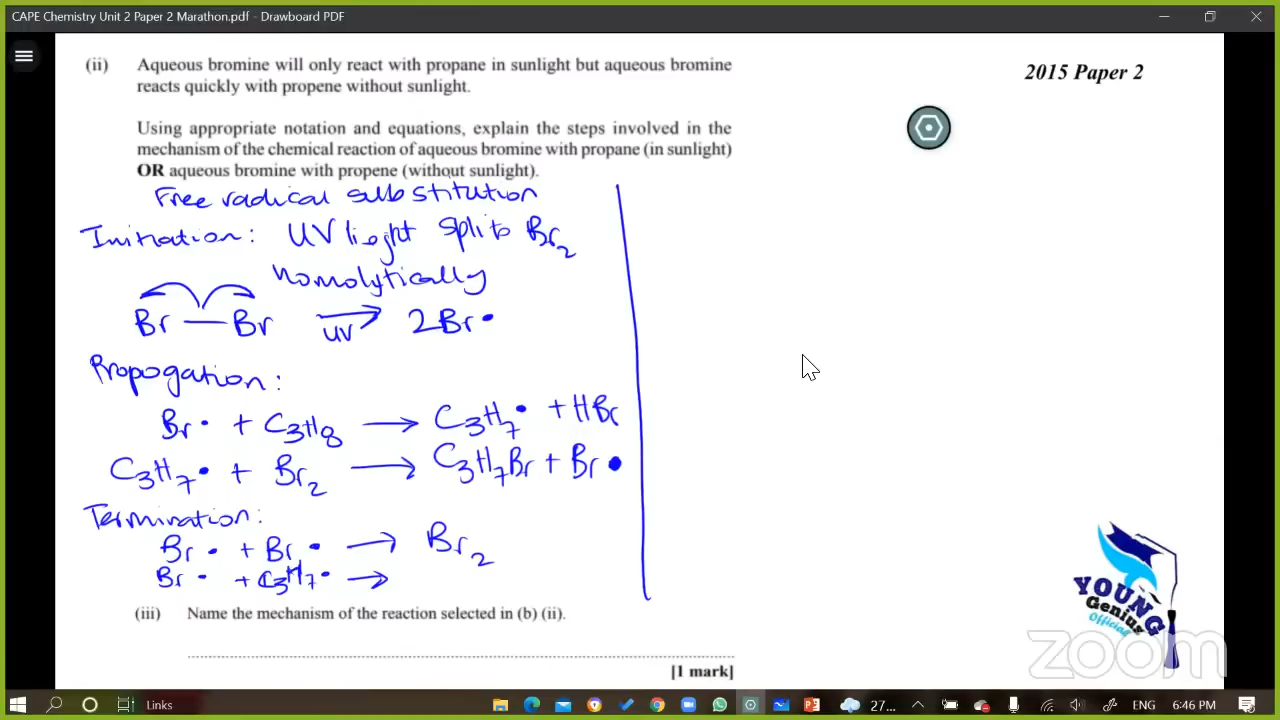 CAPE Chemistry Unit 2 Paper 2 Marathon.pdf - Drawboard PDF
(ii) Aqueous bromine will only react with propane in sunlight but aqueous bromine
reacts quickly with propene without sunlight.
2015 Paper 2
Using appropriate notation and equations, explain the steps involved in the
mechanism of the chemical reaction of aqueous bromine with propane (in sunlight)
OR aqueous bromine with propene (without sunlight).
Free radical substitution
Initiation: UV light splits Br₂
homolytically
Br — Br →UV 2Br•
Propogation:
Br• + C₃H₈ → C₃H₇• + HBr
C₃H₇• + Br₂ → C₃H₇Br + Br•
Termination:
Br• + Br• → Br₂
Br• + C₃H₇• →
(iii) Name the mechanism of the reaction selected in (b) (ii).
[1 mark]
YOUNG
Genius
Official
zoom
Links
27...
ENG
6:46 PM